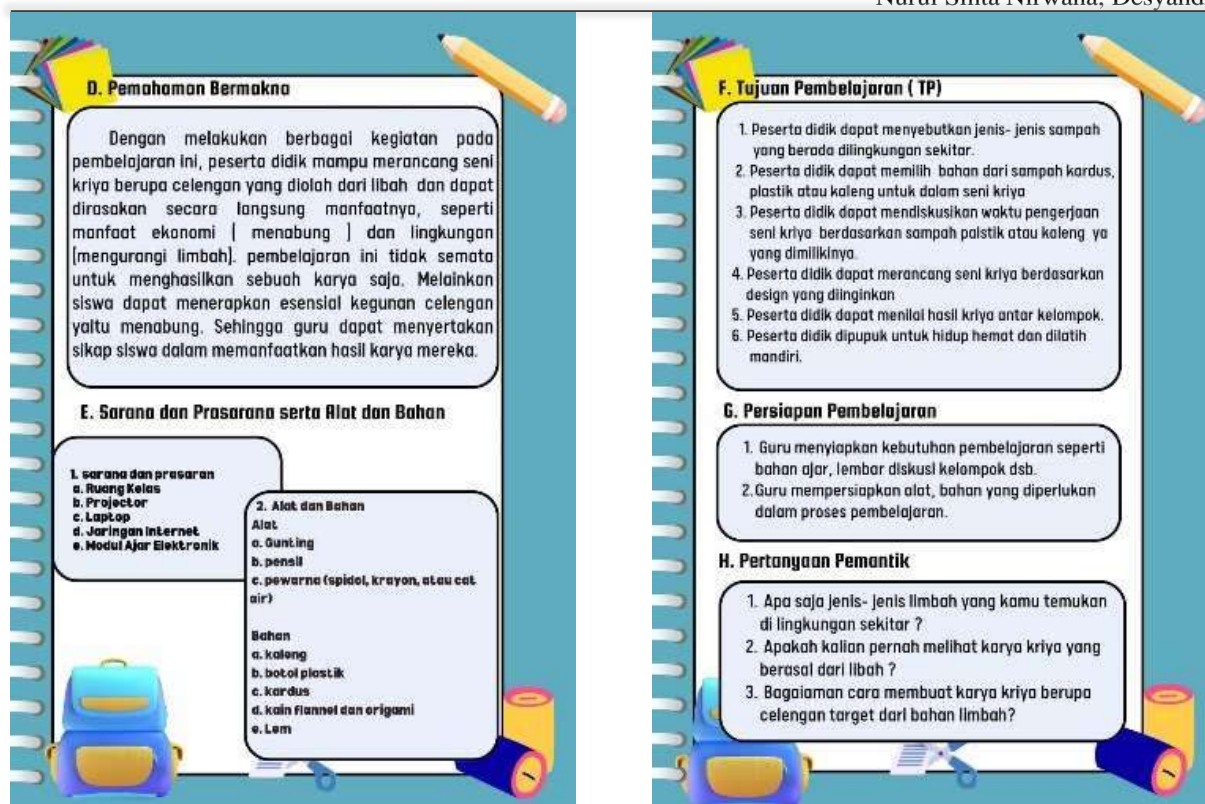 Nurul Shita Nirwana, Desyandri
D. Pemahaman Bermakna
Dengan melakukan berbagai kegiatan pada
pembelajaran ini, peserta didik mampu merancang seni
kriya berupa celengan yang diolah dari libah dan dapat
dirasakan secara langsung manfaatnya, seperti
manfaat ekonomi ( menabung ) dan lingkungan
(mengurangi limbah). pembelajaran ini tidak semata
untuk menghasilkan sebuah karya saja. Melainkan
siswa dapat menerapkan esensial kegunan celengan
yaitu menabung. Sehingga guru dapat menyertakan
sikap siswa dalam memanfaatkan hasil karya mereka.
E. Sarana dan Prasarana serta Alat dan Bahan
1. sarana dan prasaran
a. Ruang Kelas
b. Projector
c. Laptop
d. Jaringan Internet
e. Modul Ajar Elektronik
2. Alat dan Bahan
Alat
a. Gunting
b. pensil
c. pewarna (spidol, krayon, atau cat
air)
Bahan
a. kaleng
b. botol plastik
c. kardus
d. kain flannel dan origami
e. Lem
F. Tujuan Pembelajaran ( TP)
1. Peserta didik dapat menyebutkan jenis- jenis sampah
yang berada dilingkungan sekitar.
2. Peserta didik dapat memilih bahan dari sampah kardus,
plastik atau kaleng untuk dalam seni kriya
3. Peserta didik dapat mendiskusikan waktu pengerjaan
seni kriya berdasarkan sampah palstik atau kaleng ya
yang dimilikinya.
4. Peserta didik dapat merancang seni kriya berdasarkan
design yang diinginkan
5. Peserta didik dapat menilai hasil kriya antar kelompok.
6. Peserta didik dipupuk untuk hidup hemat dan dilatih
mandiri.
G. Persiapan Pembelajaran
1. Guru menyiapkan kebutuhan pembelajaran seperti
bahan ajar, lembar diskusi kelompok dsb.
2. Guru mempersiapkan alat, bahan yang diperlukan
dalam proses pembelajaran.
H. Pertanyaan Pemantik
1. Apa saja jenis- jenis limbah yang kamu temukan
di lingkungan sekitar ?
2. Apakah kalian pernah melihat karya kriya yang
berasal dari libah ?
3. Bagaiaman cara membuat karya kriya berupa
celengan target dari bahan limbah?